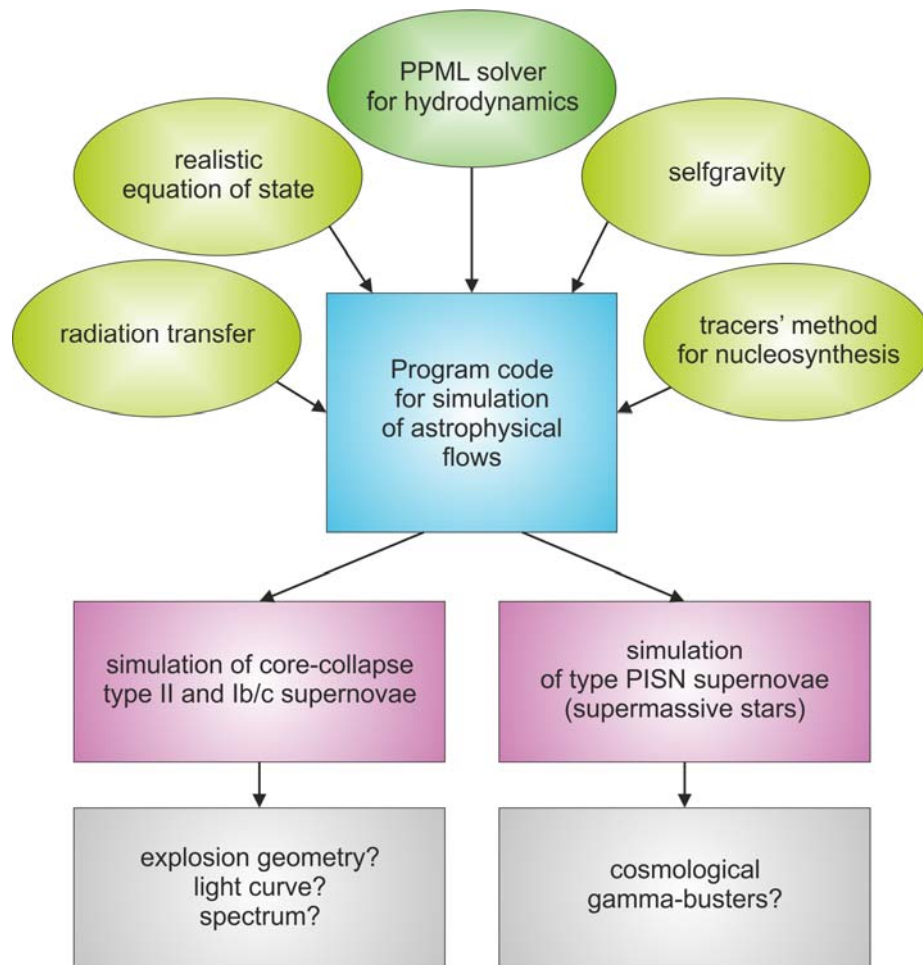 PPML solver
for hydrodynamics
realistic
equation of state
selfgravity
radiation transfer
tracers’ method
for nucleosynthesis
Program code
for simulation
of astrophysical
flows
simulation of core-collapse
type II and Ib/c supernovae
simulation
of type PISN supernovae
(supermassive stars)
explosion geometry?
light curve?
spectrum?
cosmological
gamma-busters?